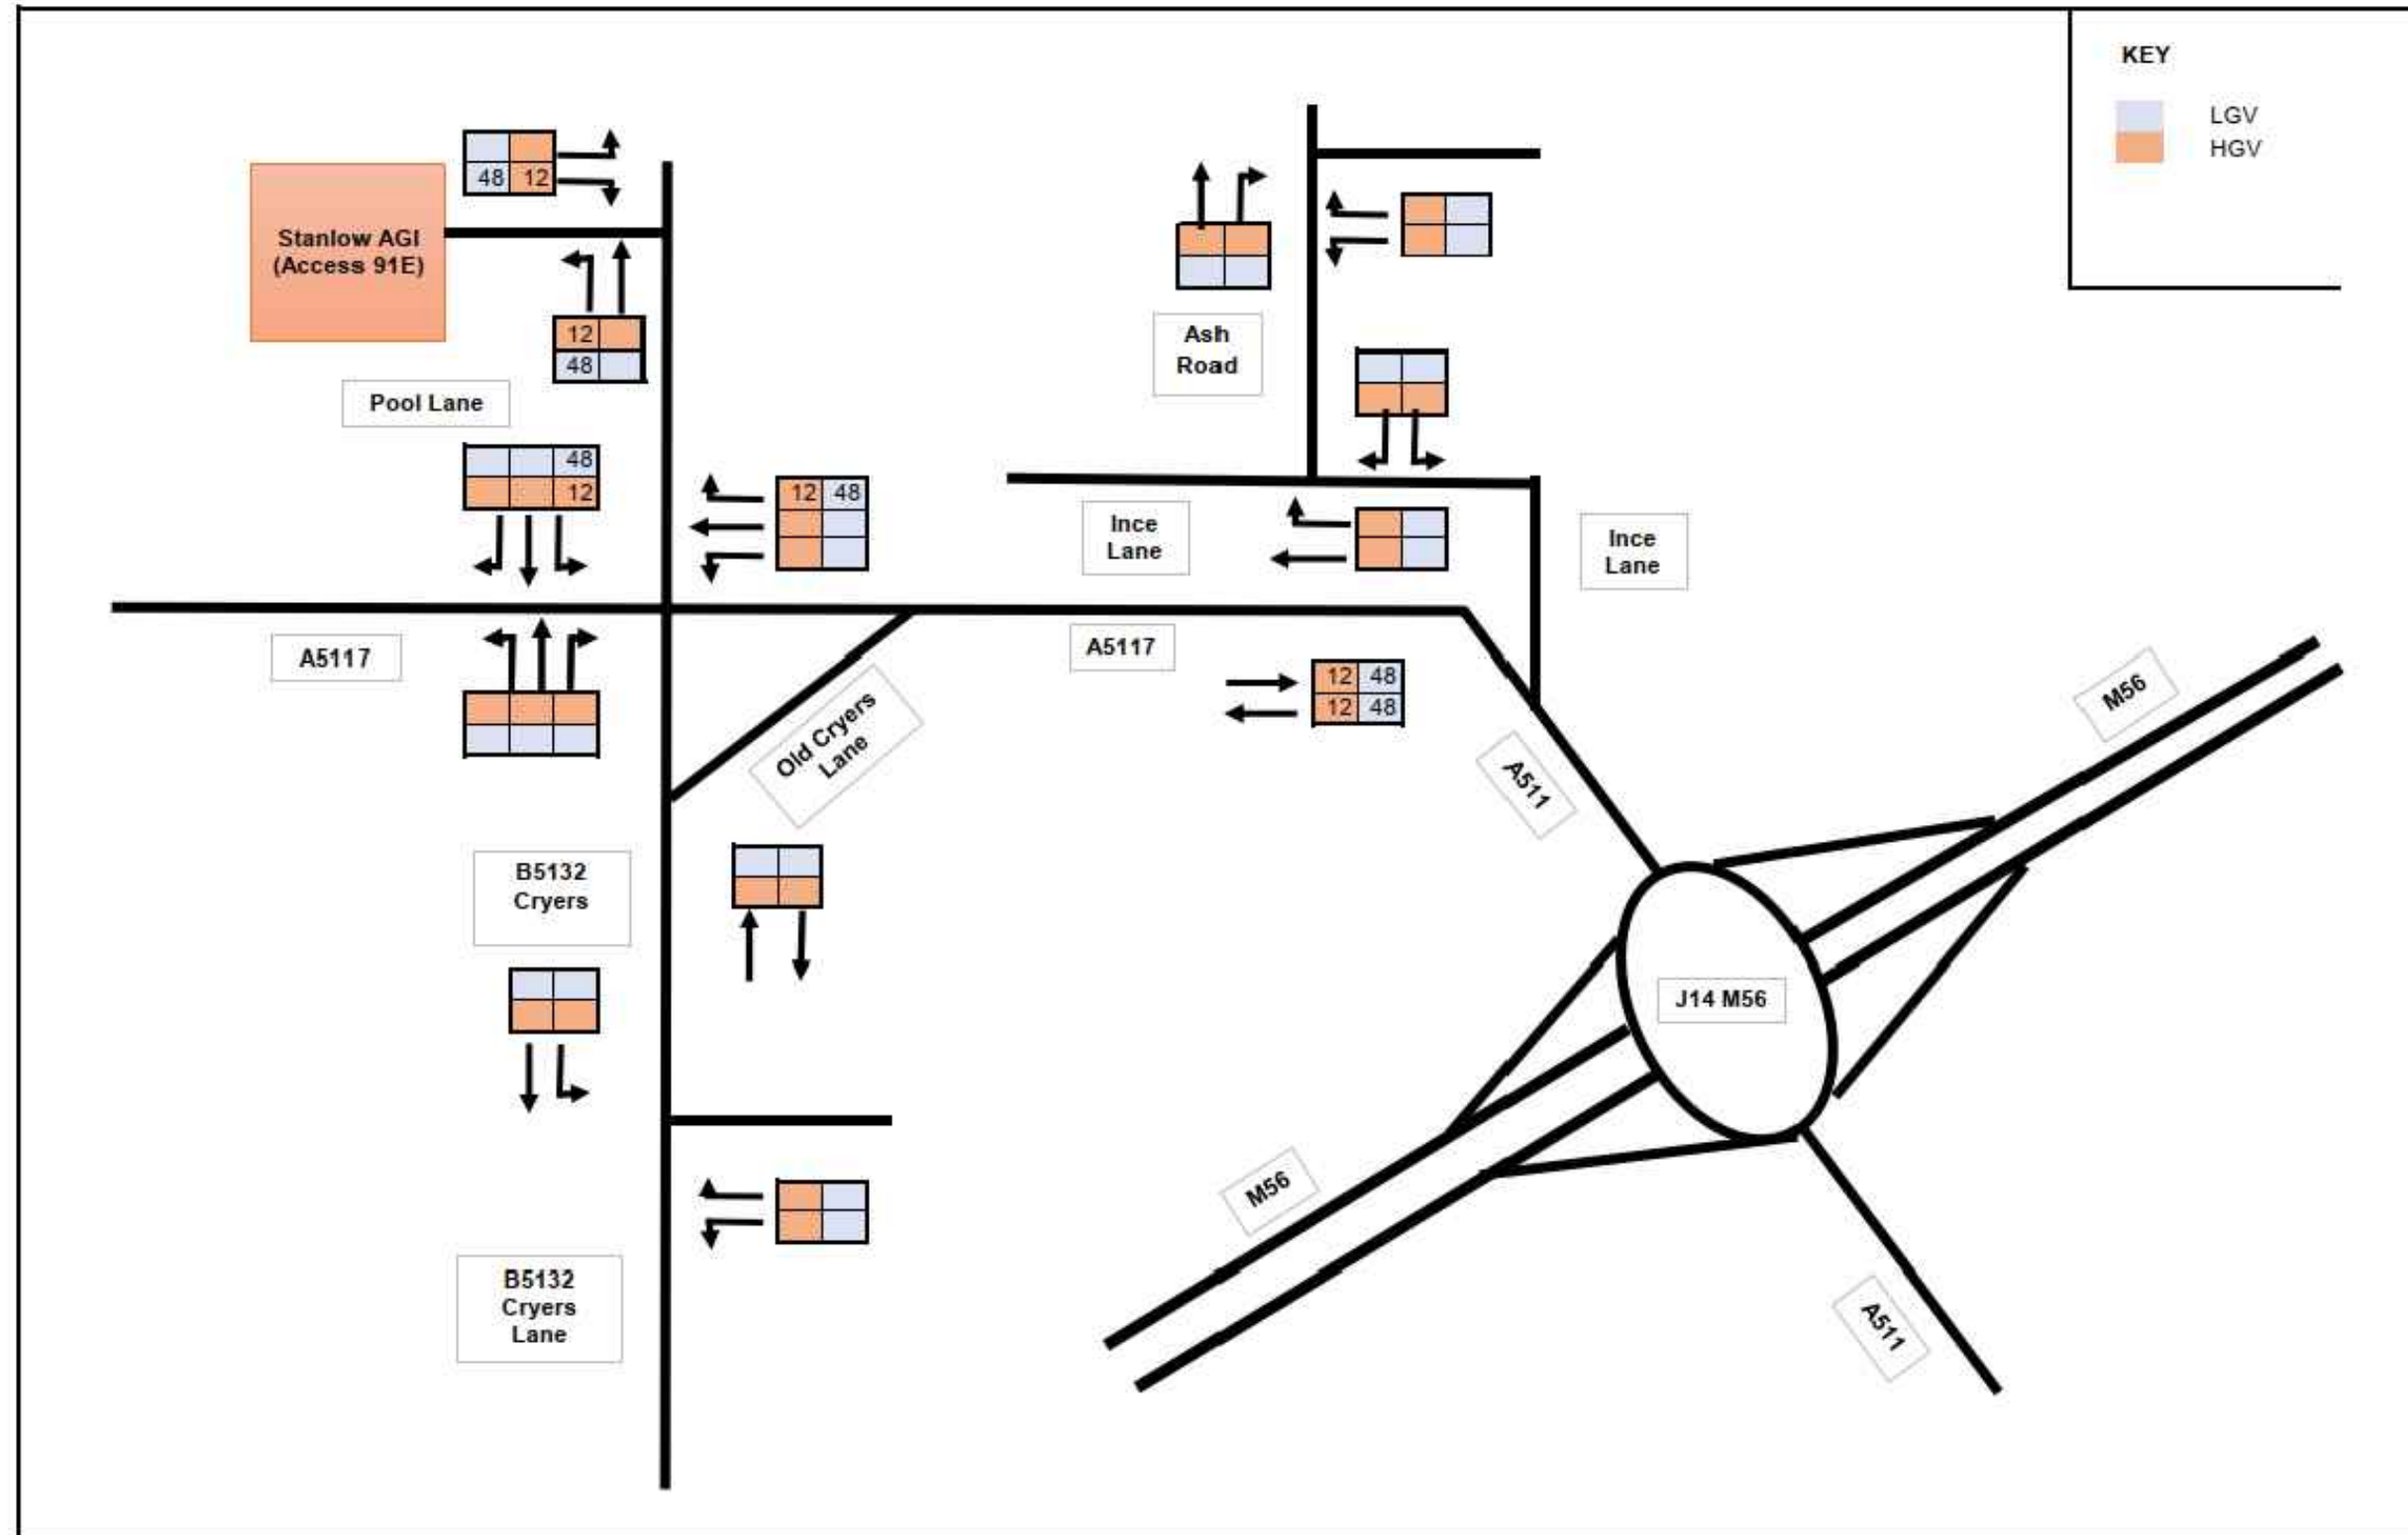 KEY
LGV
HGV
48 12
Stanlow AGI
(Access 91E)
12
48
Pool Lane
48
12
12 48
Ash
Road
Ince
Lane
Ince
Lane
A5117
A5117
12 48
12 48
Old Cryers
Lane
A511
M56
B5132
Cryers
J14 M56
M56
B5132
Cryers
Lane
A511